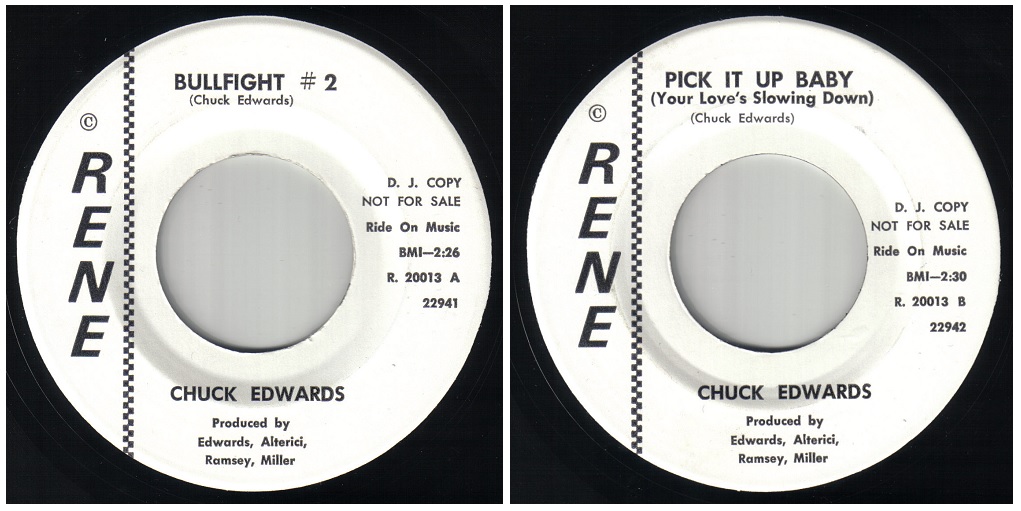 BULLFIGHT # 2
(Chuck Edwards)
©
RENE
D. J. COPY
NOT FOR SALE
Ride On Music
BMI—2:26
R. 20013 A
22941
CHUCK EDWARDS
Produced by
Edwards, Alterici,
Ramsey, Miller
PICK IT UP BABY
(Your Love's Slowing Down)
(Chuck Edwards)
©
RENE
D. J. COPY
NOT FOR SALE
Ride On Music
BMI—2:30
R. 20013 B
22942
CHUCK EDWARDS
Produced by
Edwards, Alterici,
Ramsey, Miller